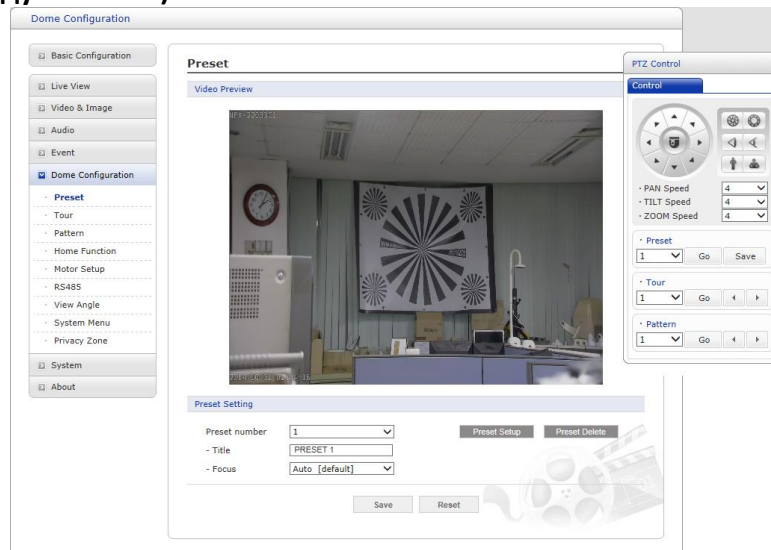 Dome Configuration
Basic Configuration
Live View
Video & Image
Audio
Event
Dome Configuration
Preset
Tour
Pattern
Home Function
Motor Setup
RS485
View Angle
System Menu
Privacy Zone
System
About
Preset
Video Preview
Preset Setting
Preset number
1
Preset Setup
Preset Delete
- Title
PRESET 1
- Focus
Auto [default]
Save
Reset
PTZ Control
Control
· PAN Speed
4
· TILT Speed
4
· ZOOM Speed
4
· Preset
1
Go
Save
· Tour
1
Go
· Pattern
1
Go